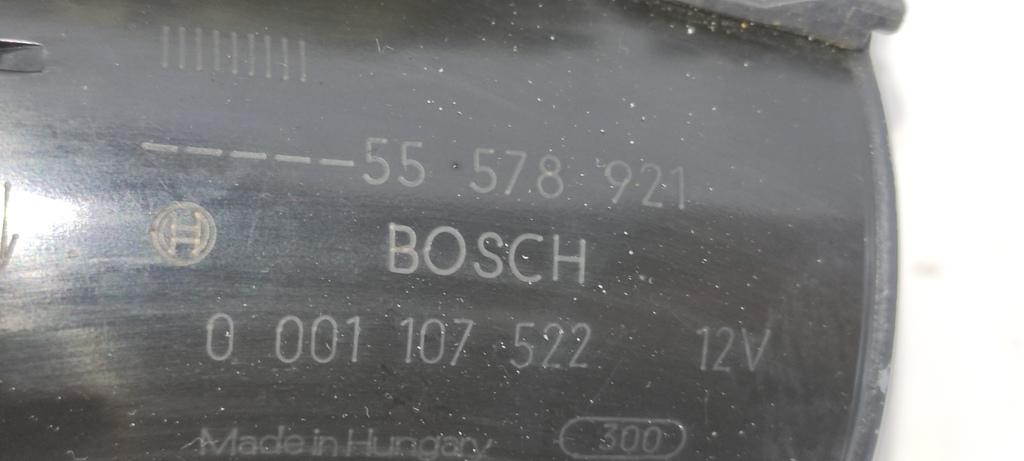 ------55 578 921
BOSCH
0 001 107 522 12V
Made in Hungary 300